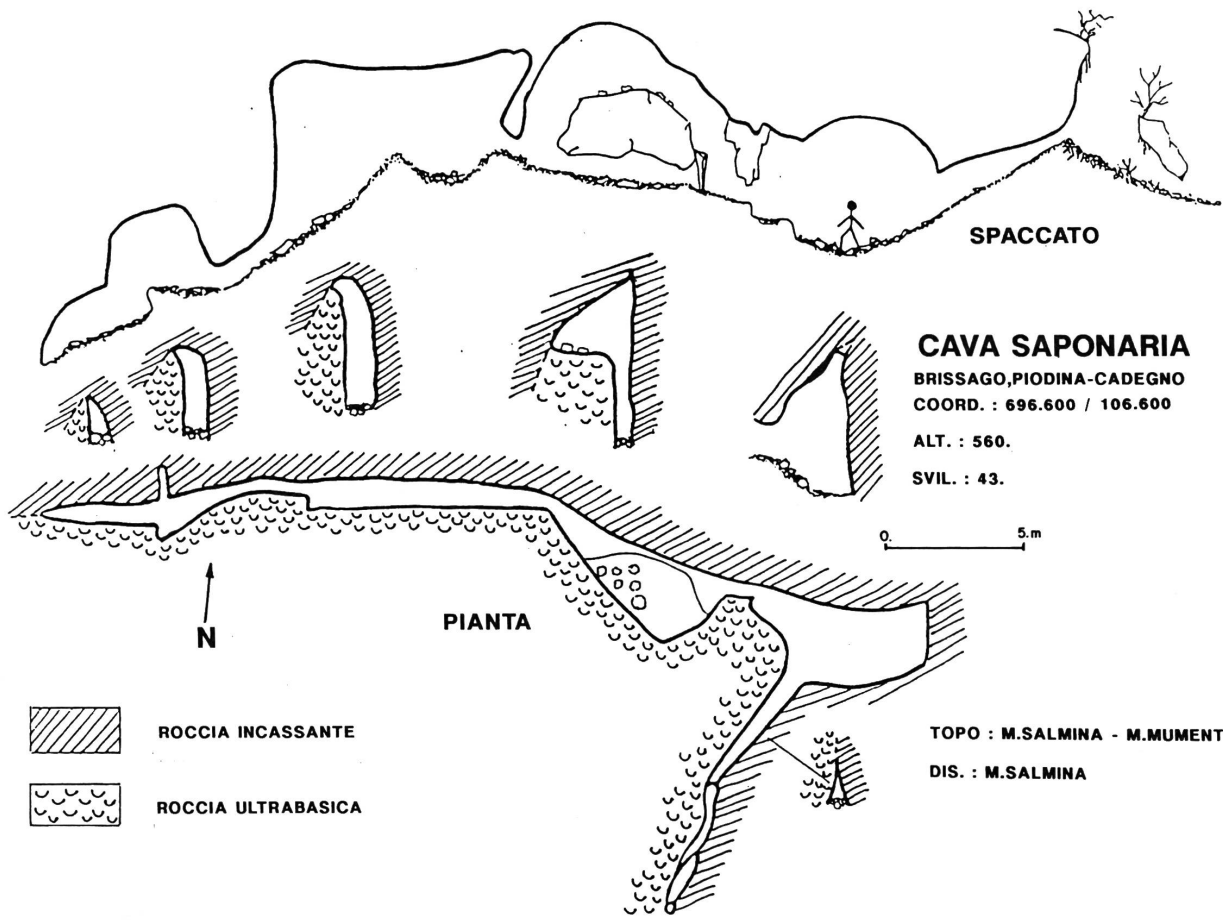 SPACCATO
CAVA SAPONARIA
BRISSAGO,PIODINA-CADEGNO
COORD. : 696.600 / 106.600
ALT. : 560.
SVIL. : 43.
0. 5.m
N
PIANTA
ROCCIA INCASSANTE
ROCCIA ULTRABASICA
TOPO : M.SALMINA - M.MUMENT
DIS. : M.SALMINA